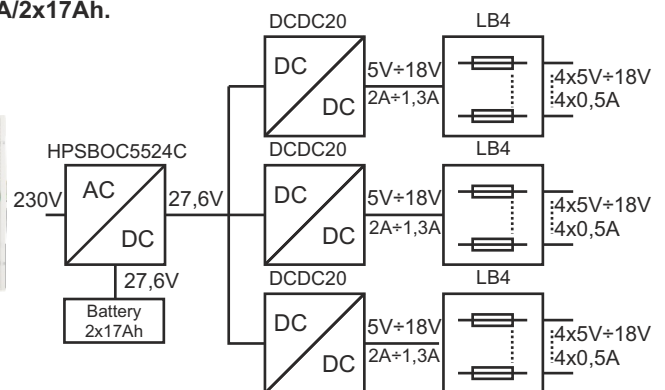 A/2x17Ah.
DCDC20
LB4
DC
DC
5V÷18V
2A÷1,3A
4x5V÷18V
4x0,5A
HPSBOC5524C
230V
AC
DC
27,6V
27,6V
Battery
2x17Ah
DCDC20
LB4
DC
DC
5V÷18V
2A÷1,3A
4x5V÷18V
4x0,5A
DCDC20
LB4
DC
DC
5V÷18V
2A÷1,3A
4x5V÷18V
4x0,5A